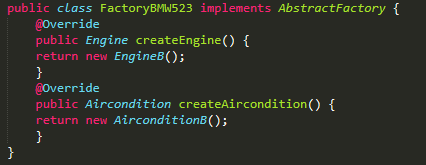 public class FactoryBMW523 implements AbstractFactory {
    @Override
    public Engine createEngine() {
    return new EngineB();
    }
    @Override
    public Aircondition createAircondition() {
    return new AirconditionB();
    }
}